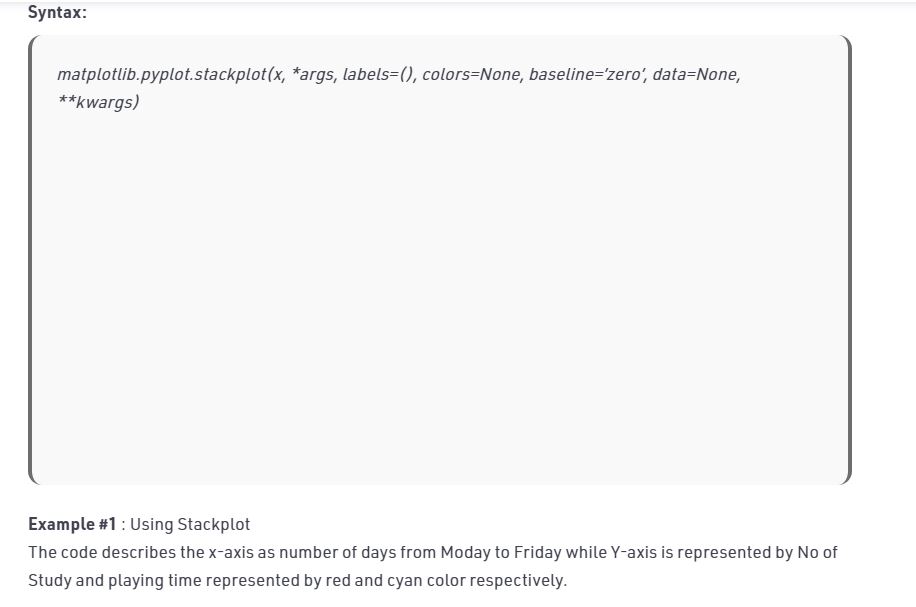 Syntax:
matplotlib.pyplot.stackplot(x, *args, labels=(), colors=None, baseline=’zero’, data=None,
**kwargs)
Example #1 : Using Stackplot
The code describes the x-axis as number of days from Moday to Friday while Y-axis is represented by No of
Study and playing time represented by red and cyan color respectively.